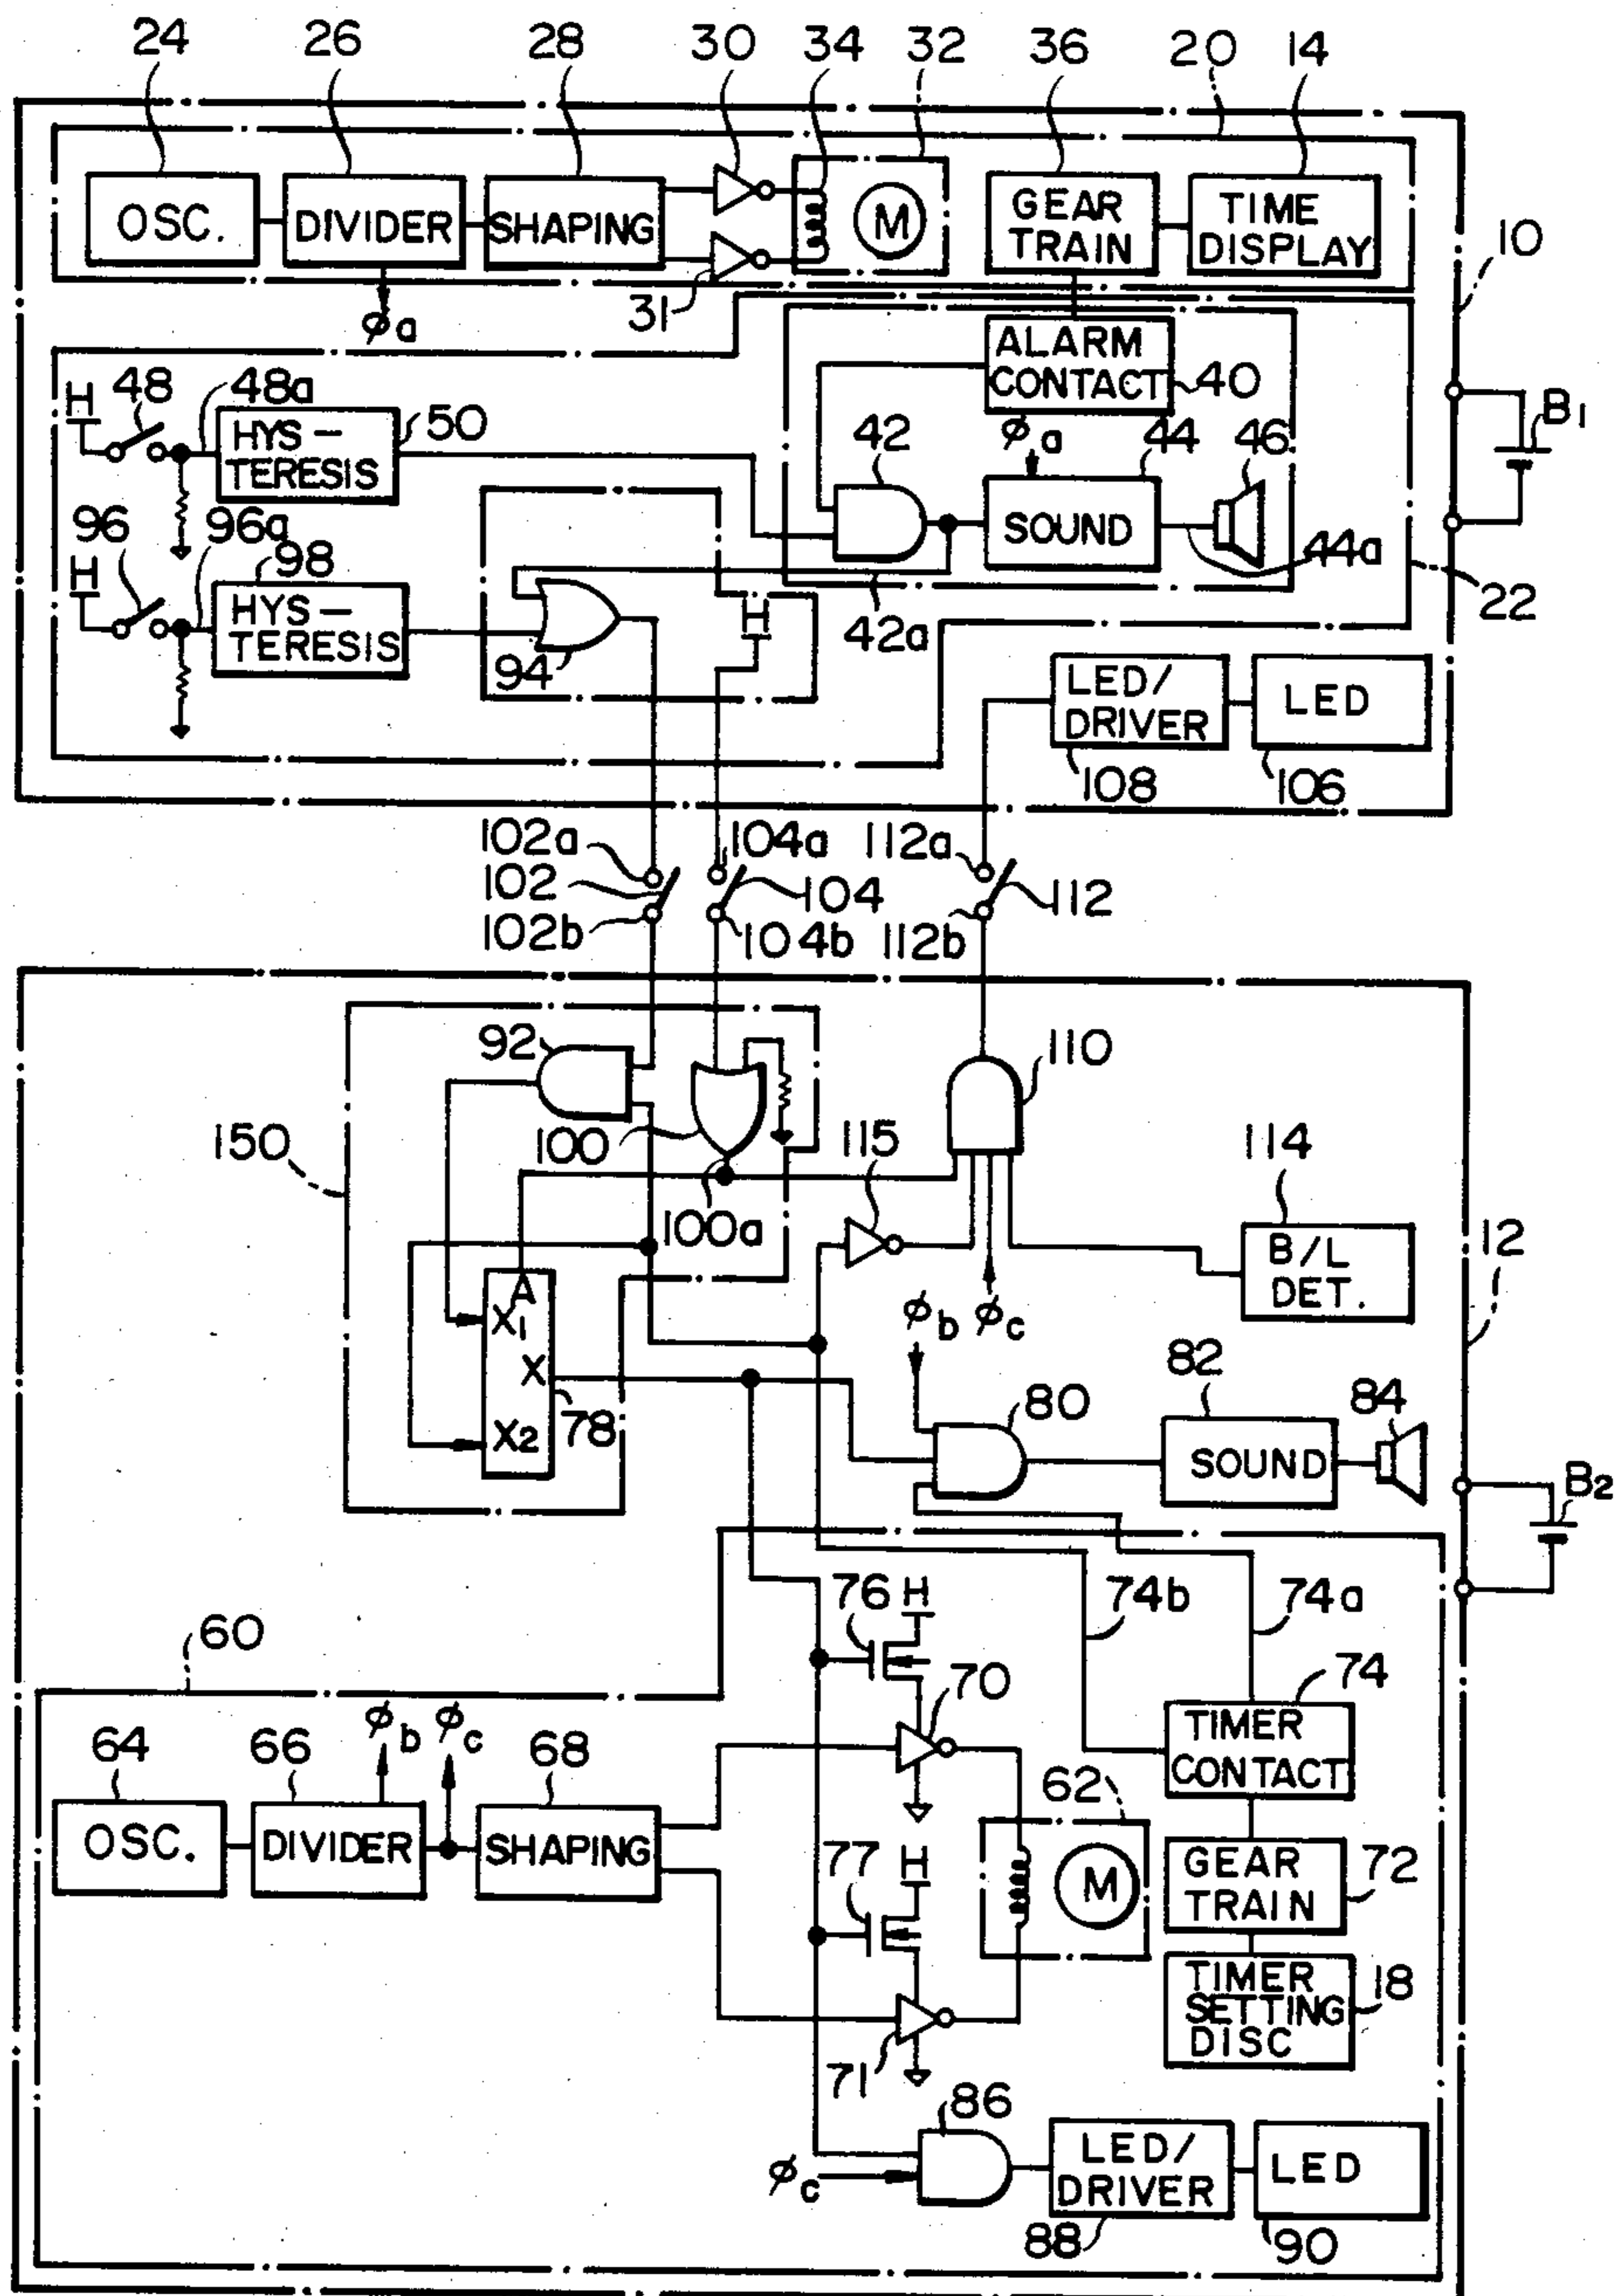 24 26 28 30 34 32 36 20 14
OSC.
DIVIDER
SHAPING
M
GEAR
TRAIN
TIME
DISPLAY
10
31
ϕa
ALARM
CONTACT
40
H 48 48a
HYS-
TERESIS
50
42
ϕa
44
46
B1
SOUND
44a
96 96a
H
98
HYS-
TERESIS
94
H
42a
22
LED/
DRIVER
LED
108 106
102a
102
102b
104a
104
104b
112a
112
112b
92
100
110
150
115
114
100a
B/L
DET.
12
A
X1
X
X2
78
ϕb ϕc
80
82
84
SOUND
B2
76 H
74b
74a
60
70
74
TIMER
CONTACT
ϕb ϕc
64 66 68
OSC.
DIVIDER
SHAPING
62
M
77 H
GEAR
TRAIN
72
TIMER
SETTING
DISC
18
71
86
ϕc
LED/
DRIVER
LED
88 90